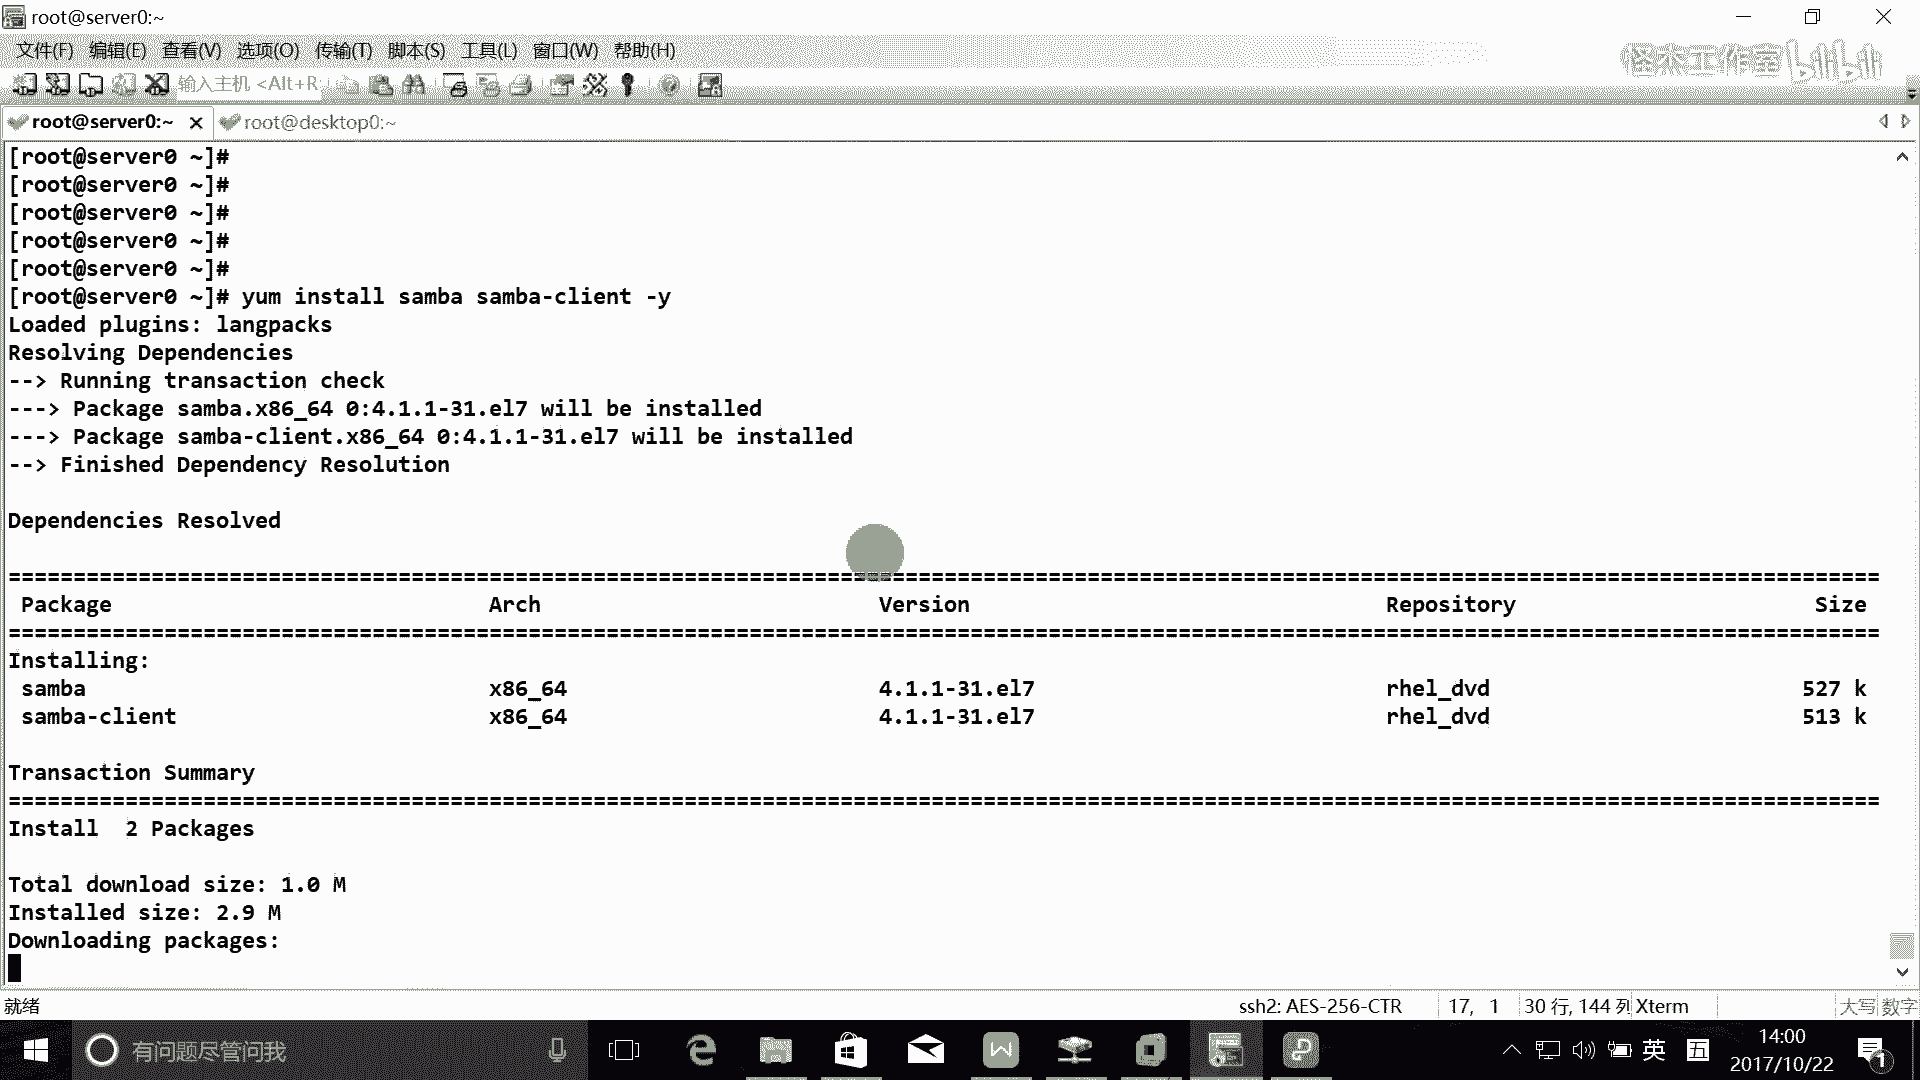 root@server0:~
文件(F) 编辑(E) 查看(V) 选项(O) 传输(T) 脚本(S) 工具(L) 窗口(W) 帮助(H)
怪杰工作室 bilibili
输入主机 <Alt+R
root@server0:~ root@desktop0:~
[root@server0 ~]#
[root@server0 ~]#
[root@server0 ~]#
[root@server0 ~]#
[root@server0 ~]#
[root@server0 ~]# yum install samba samba-client -y
Loaded plugins: langpacks
Resolving Dependencies
--> Running transaction check
---> Package samba.x86_64 0:4.1.1-31.el7 will be installed
---> Package samba-client.x86_64 0:4.1.1-31.el7 will be installed
--> Finished Dependency Resolution
Dependencies Resolved
================================================================================================================================================
Package Arch Version Repository Size
================================================================================================================================================
Installing:
samba x86_64 4.1.1-31.el7 rhel_dvd 527 k
samba-client x86_64 4.1.1-31.el7 rhel_dvd 513 k
Transaction Summary
================================================================================================================================================
Install 2 Packages
Total download size: 1.0 M
Installed size: 2.9 M
Downloading packages:
就绪 ssh2: AES-256-CTR 17, 1 30 行, 144 列 Xterm 大写 数字
有问题尽管问我 英 五 14:00
2017/10/22 1